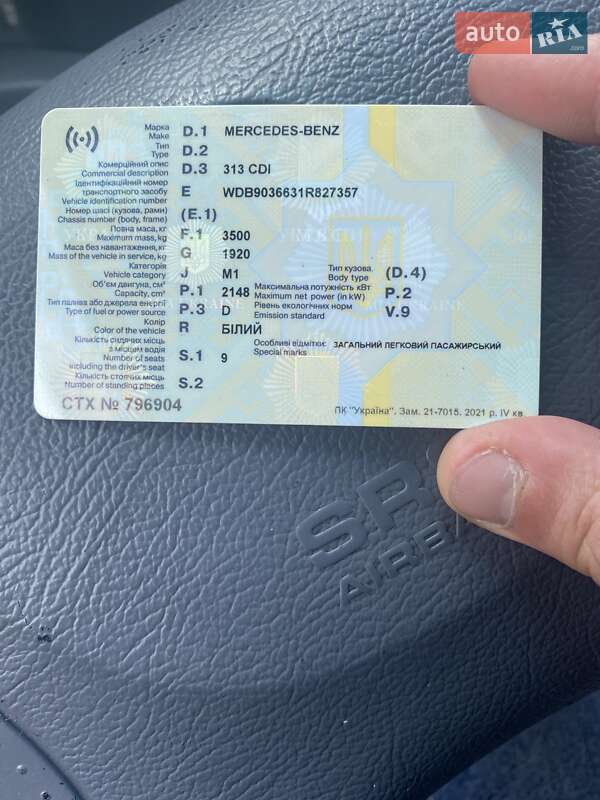 auto RIA.com
Марка
Make D.1 MERCEDES-BENZ
Тип
Type D.2
Комерційний опис
Commercial description D.3 313 CDI
Ідентифікаційний номер
транспортного засобу
Vehicle identification number E WDB9036631R827357
Номер шасі (кузова, рами)
Chassis number (body, frame) (E.1)
Повна маса, кг
Maximum mass, kg F.1 3500
Маса без навантаження, кг
Mass of the vehicle in service, kg G 1920
Категорія
Vehicle category J M1
Тип кузова
Body type (D.4)
Об'єм двигуна, см³
Capacity, cm³ P.1 2148
Максимальна потужність кВт
Maximum net power (in kW) P.2
Тип палива або джерела енергії
Type of fuel or power source P.3 D
Рівень екологічних норм
Emission standard V.9
Колір
Color of the vehicle R БІЛИЙ
Кількість сидячих місць
з місцем водія
Number of seats
including the driver's seat S.1 9
Особливі відмітки:
Special marks ЗАГАЛЬНИЙ ЛЕГКОВИЙ ПАСАЖИРСЬКИЙ
Кількість стоячих місць
Number of standing places S.2
СТХ № 796904
ПК "Україна". Зам. 21-7015. 2021 р. IV кв
SRS
AIRBA